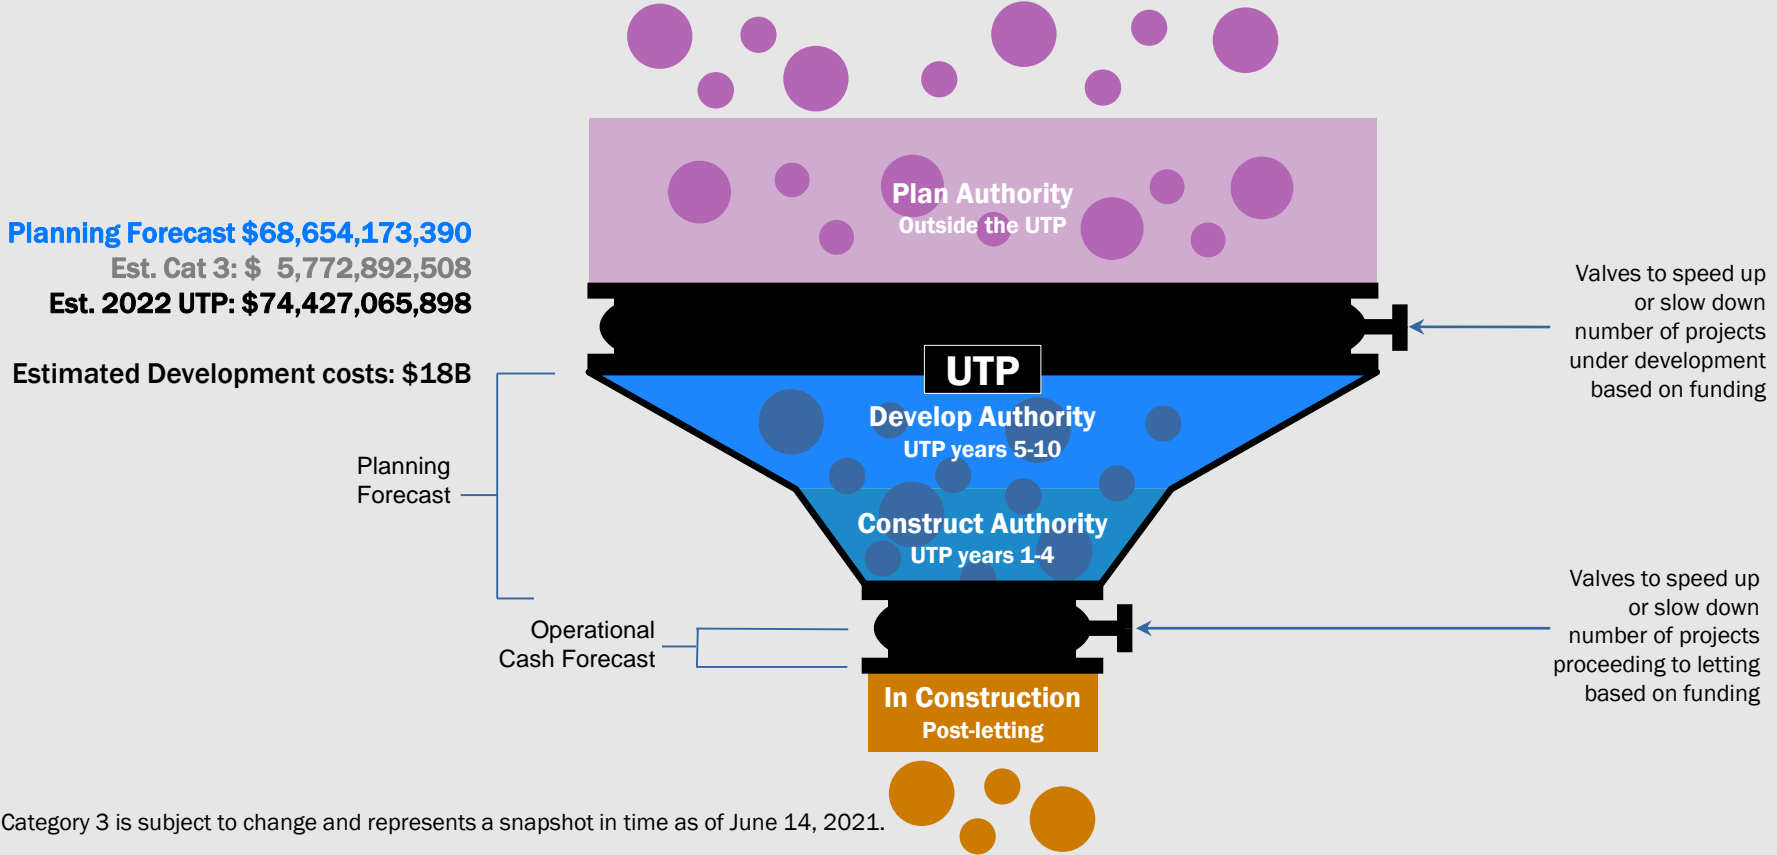 Plan Authority
Outside the UTP
Planning Forecast $68,654,173,390
Est. Cat 3: $ 5,772,892,508
Est. 2022 UTP: $74,427,065,898
Estimated Development costs: $18B
Valves to speed up
or slow down
number of projects
under development
based on funding
UTP
Develop Authority
UTP years 5-10
Planning
Forecast
Construct Authority
UTP years 1-4
Operational
Cash Forecast
Valves to speed up
or slow down
number of projects
proceeding to letting
based on funding
In Construction
Post-letting
Category 3 is subject to change and represents a snapshot in time as of June 14, 2021.